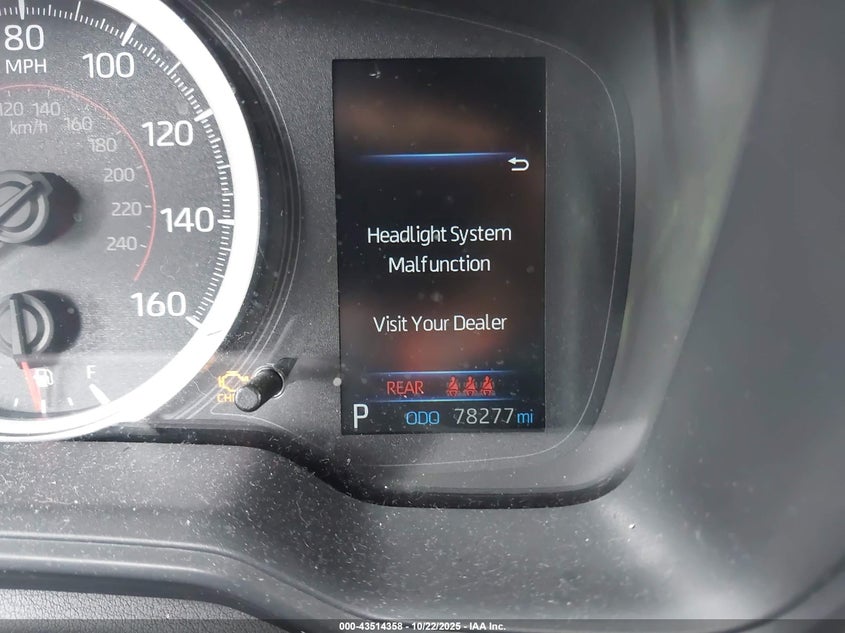 80
MPH
100
120
140
160
120 140
km/h
160
180
200
220
240
F
Headlight System
Malfunction
Visit Your Dealer
REAR
P ODO 78277 mi
000-43514358 - 10/22/2025 - IAA Inc.